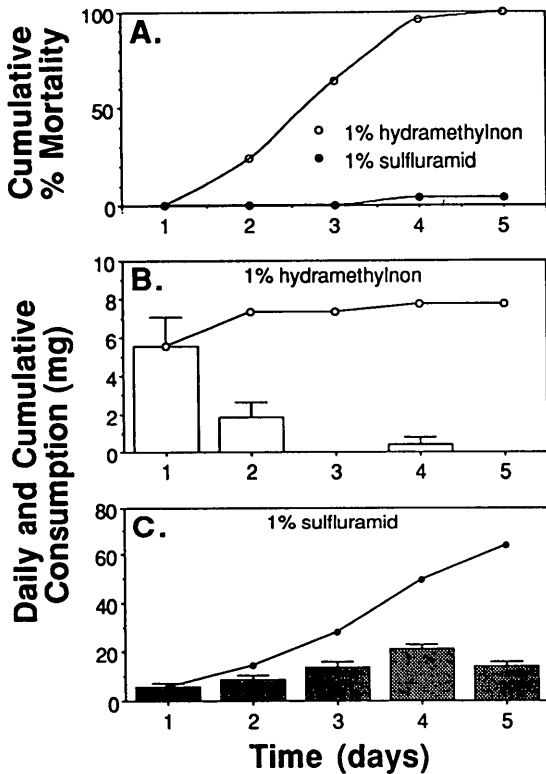 Cumulative
% Mortality
A.
100
50
0
1% hydramethylnon
1% sulfluramid
1 2 3 4 5
Daily and Cumulative
Consumption (mg)
B.
1% hydramethylnon
10
8
6
4
2
0
1 2 3 4 5
C.
1% sulfluramid
80
60
40
20
0
1 2 3 4 5
Time (days)